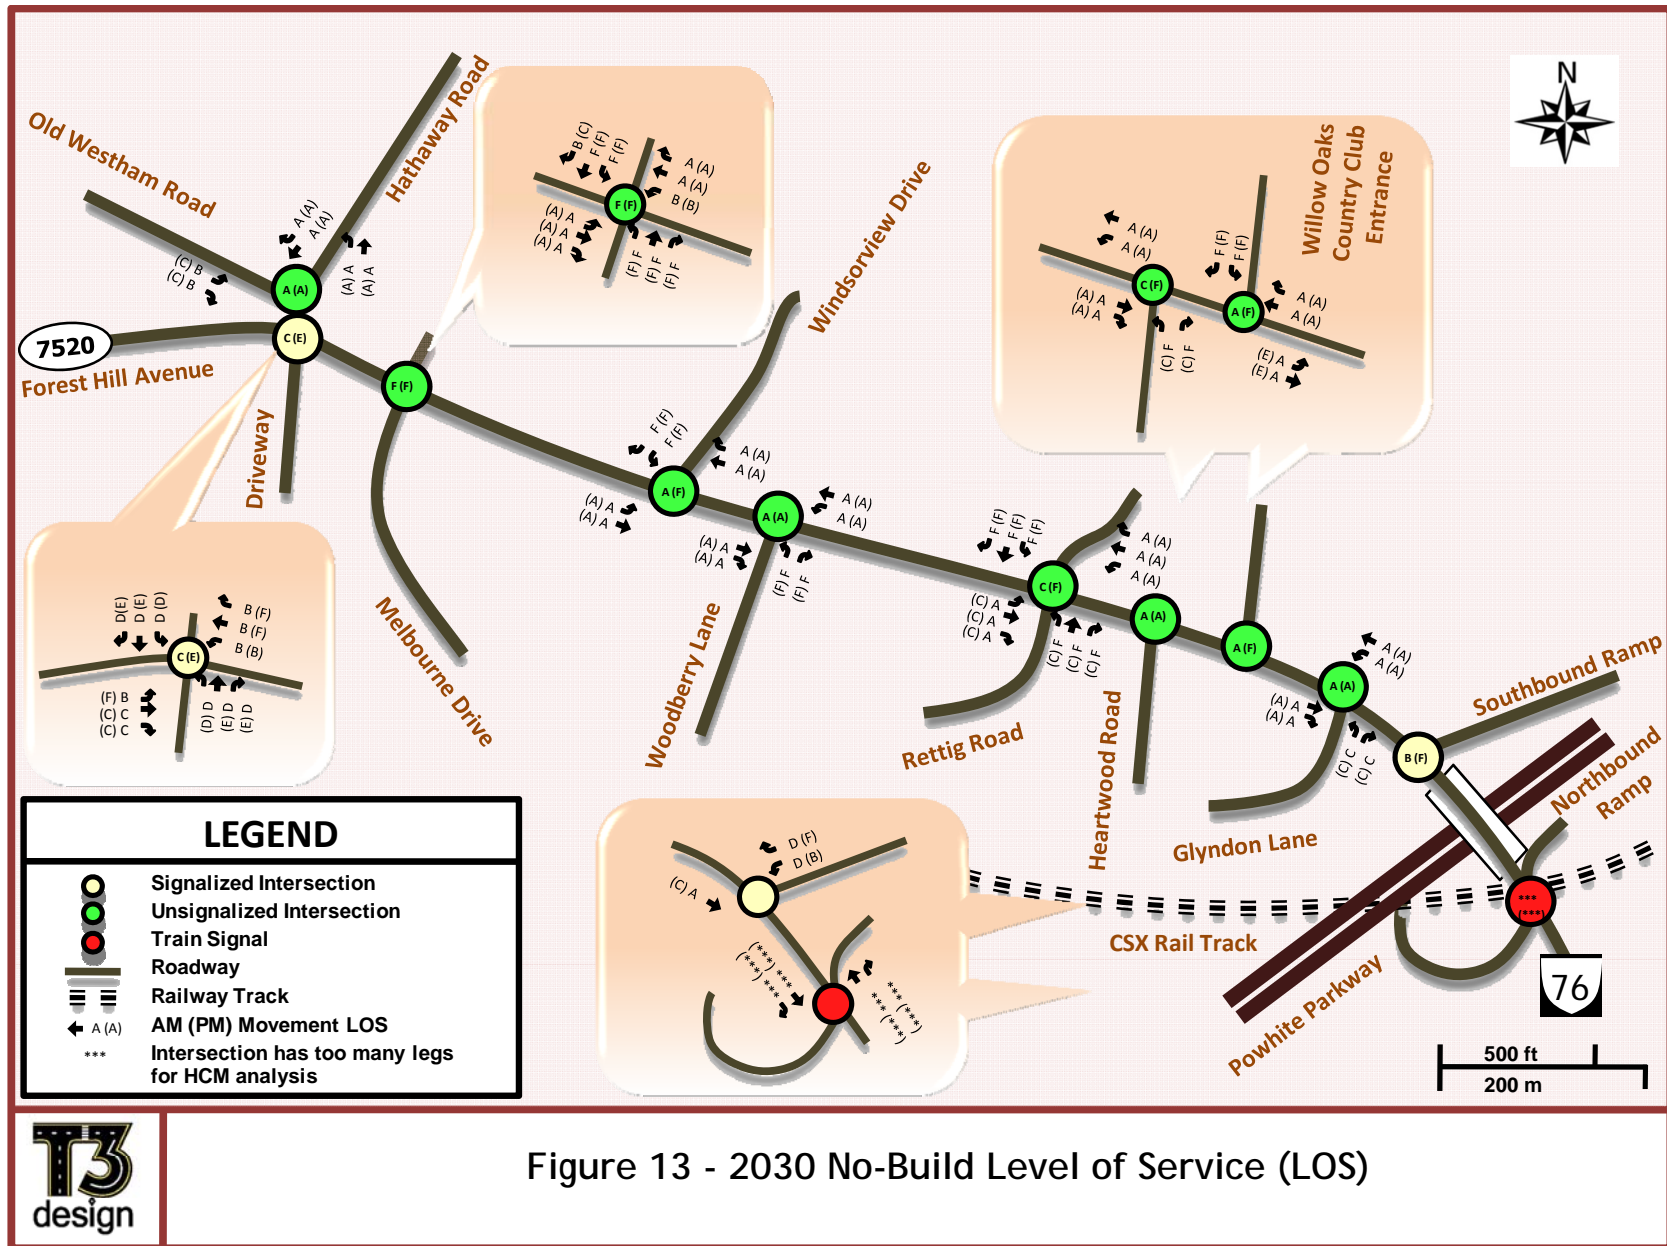 N
Old Westham Road
Hathaway Road
A (A)
A (A)
(C) B
(C) B
(A) A
(A) A
A (A)
7520
Forest Hill Avenue
C (E)
Driveway
F (F)
Melbourne Drive
B (C)
F (F)
F (F)
A (A)
A (A)
B (B)
F (F)
(A) A
(A) A
(A) A
(F) F
(F) F
(F) F
Windsorview Drive
F (F)
F (F)
A (A)
A (A)
A (F)
(A) A
(A) A
A (A)
A (A)
A (A)
(A) A
(A) A
(F) F
(F) F
Woodberry Lane
Willow Oaks
Country Club
Entrance
A (A)
A (A)
F (F)
F (F)
C (F)
A (F)
A (A)
A (A)
(A) A
(A) A
(C) F
(C) F
(E) A
(E) A
F (F)
F (F)
F (F)
A (A)
A (A)
A (A)
C (F)
(C) A
(C) A
(C) A
(C) F
(C) F
(C) F
Rettig Road
A (A)
Heartwood Road
A (F)
A (A)
A (A)
A (A)
(A) A
(A) A
(C) C
(C) C
Glyndon Lane
Southbound Ramp
B (F)
Northbound
Ramp
D(E)
D (E)
D (D)
B (F)
B (F)
B (B)
C (E)
(F) B
(C) C
(C) C
(D) D
(E) D
(E) D
D (F)
D (B)
(C) A
*** (***)
*** (***)
*** (***)
*** (***)
CSX Rail Track
Powhite Parkway
***
(***)
76
500 ft
200 m
LEGEND
Signalized Intersection
Unsignalized Intersection
Train Signal
Roadway
Railway Track
A (A) AM (PM) Movement LOS
*** Intersection has too many legs
for HCM analysis
T3
design
Figure 13 - 2030 No-Build Level of Service (LOS)